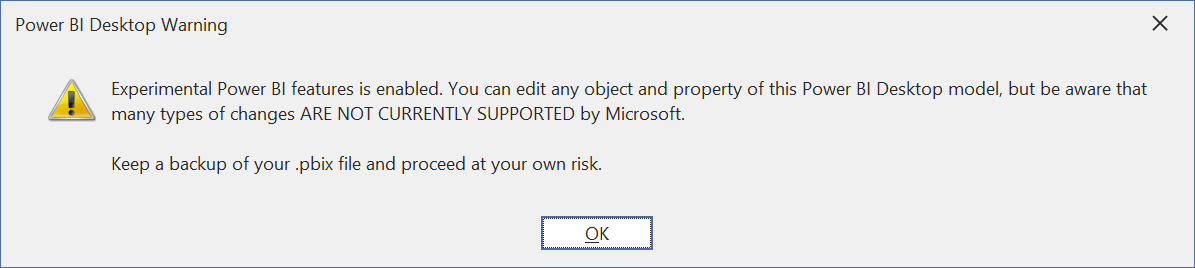 Power BI Desktop Warning
Experimental Power BI features is enabled. You can edit any object and property of this Power BI Desktop model, but be aware that
many types of changes ARE NOT CURRENTLY SUPPORTED by Microsoft.
Keep a backup of your .pbix file and proceed at your own risk.
OK